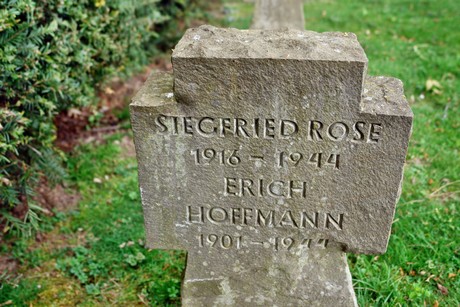 SIEGFRIED ROSE
1916 - 1944
ERICH
HOFFMANN
1901 - 1944